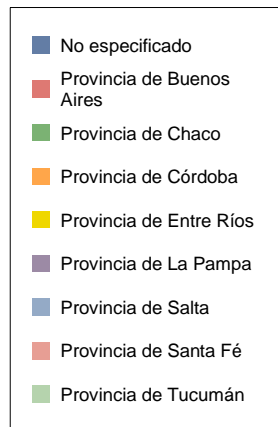 No especificado
Provincia de Buenos
Aires
Provincia de Chaco
Provincia de Córdoba
Provincia de Entre Ríos
Provincia de La Pampa
Provincia de Salta
Provincia de Santa Fé
Provincia de Tucumán